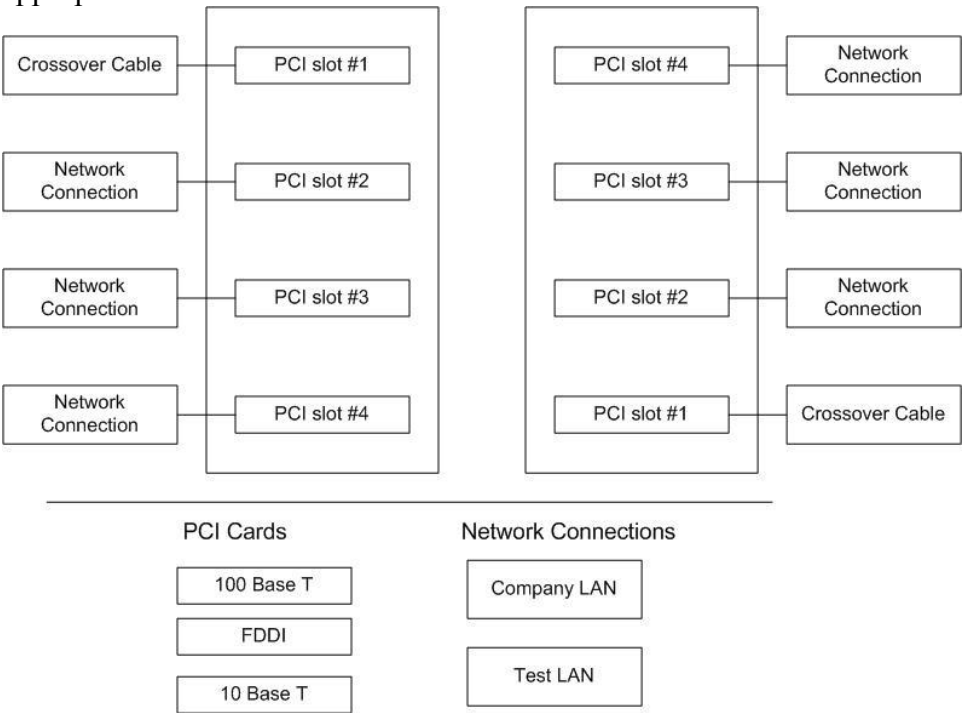 Crossover Cable
PCI slot #1
Network
Connection
PCI slot #2
Network
Connection
PCI slot #3
Network
Connection
PCI slot #4
PCI slot #4
Network
Connection
PCI slot #3
Network
Connection
PCI slot #2
Network
Connection
PCI slot #1
Crossover Cable
PCI Cards
100 Base T
FDDI
10 Base T
Network Connections
Company LAN
Test LAN